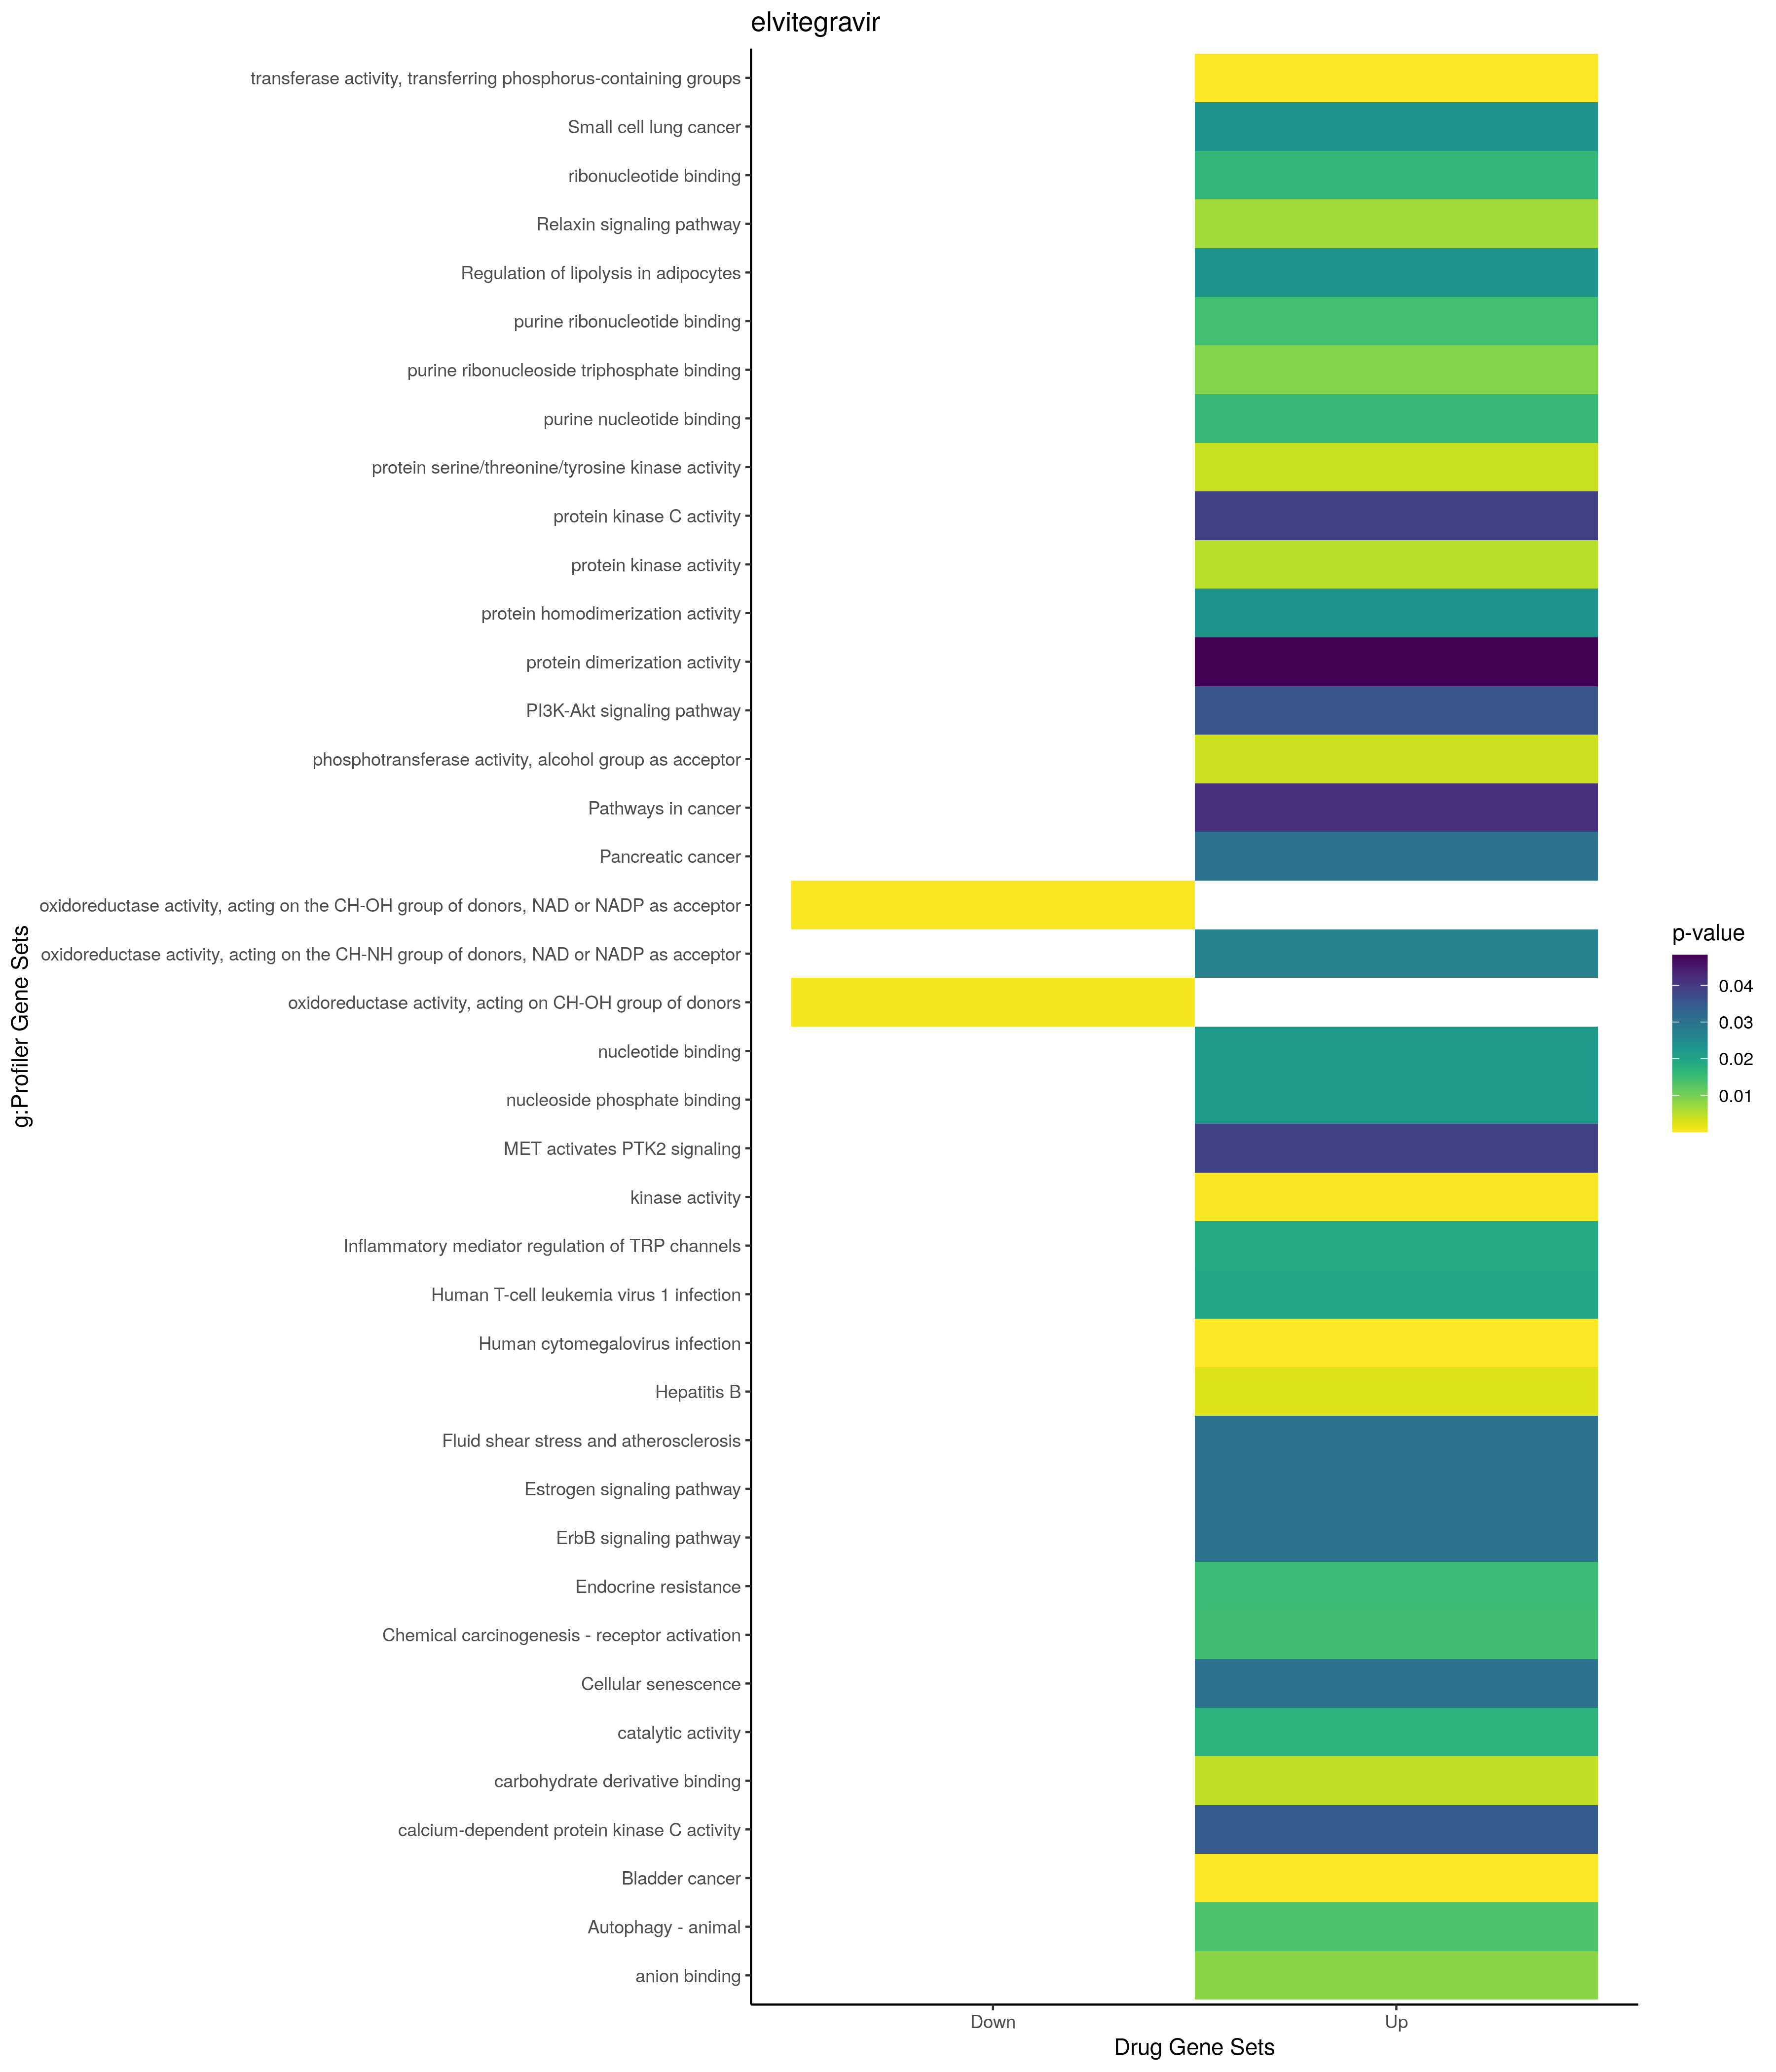 elvitegravir
transferase activity, transferring phosphorus-containing groups
Small cell lung cancer
ribonucleotide binding
Relaxin signaling pathway
Regulation of lipolysis in adipocytes
purine ribonucleotide binding
purine ribonucleoside triphosphate binding
purine nucleotide binding
protein serine/threonine/tyrosine kinase activity
protein kinase C activity
protein kinase activity
protein homodimerization activity
protein dimerization activity
PI3K-Akt signaling pathway
phosphotransferase activity, alcohol group as acceptor
Pathways in cancer
Pancreatic cancer
oxidoreductase activity, acting on the CH-OH group of donors, NAD or NADP as acceptor
oxidoreductase activity, acting on the CH-NH group of donors, NAD or NADP as acceptor
oxidoreductase activity, acting on CH-OH group of donors
nucleotide binding
nucleoside phosphate binding
MET activates PTK2 signaling
kinase activity
Inflammatory mediator regulation of TRP channels
Human T-cell leukemia virus 1 infection
Human cytomegalovirus infection
Hepatitis B
Fluid shear stress and atherosclerosis
Estrogen signaling pathway
ErbB signaling pathway
Endocrine resistance
Chemical carcinogenesis - receptor activation
Cellular senescence
catalytic activity
carbohydrate derivative binding
calcium-dependent protein kinase C activity
Bladder cancer
Autophagy - animal
anion binding
g:Profiler Gene Sets
Down
Up
Drug Gene Sets
p-value
0.04
0.03
0.02
0.01